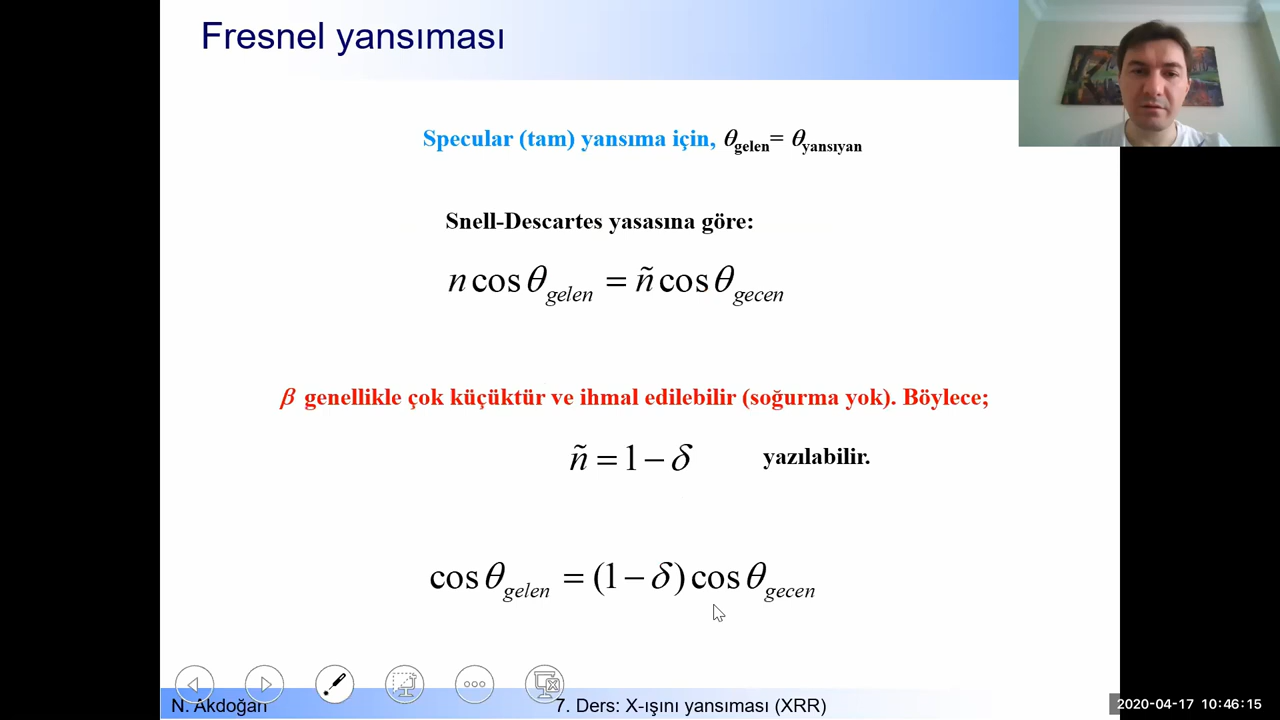 Fresnel yansıması
Specular (tam) yansıma için, θgelen= θyansıyan
Snell-Descartes yasasına göre:
n cos θgelen = ñ cos θgecen
β genellikle çok küçüktür ve ihmal edilebilir (soğurma yok). Böylece;
ñ = 1 − δ yazılabilir.
cos θgelen = (1 − δ) cos θgecen
N. Akdoğan 7. Ders: X-ışını yansıması (XRR)
2020-04-17 10:46:15